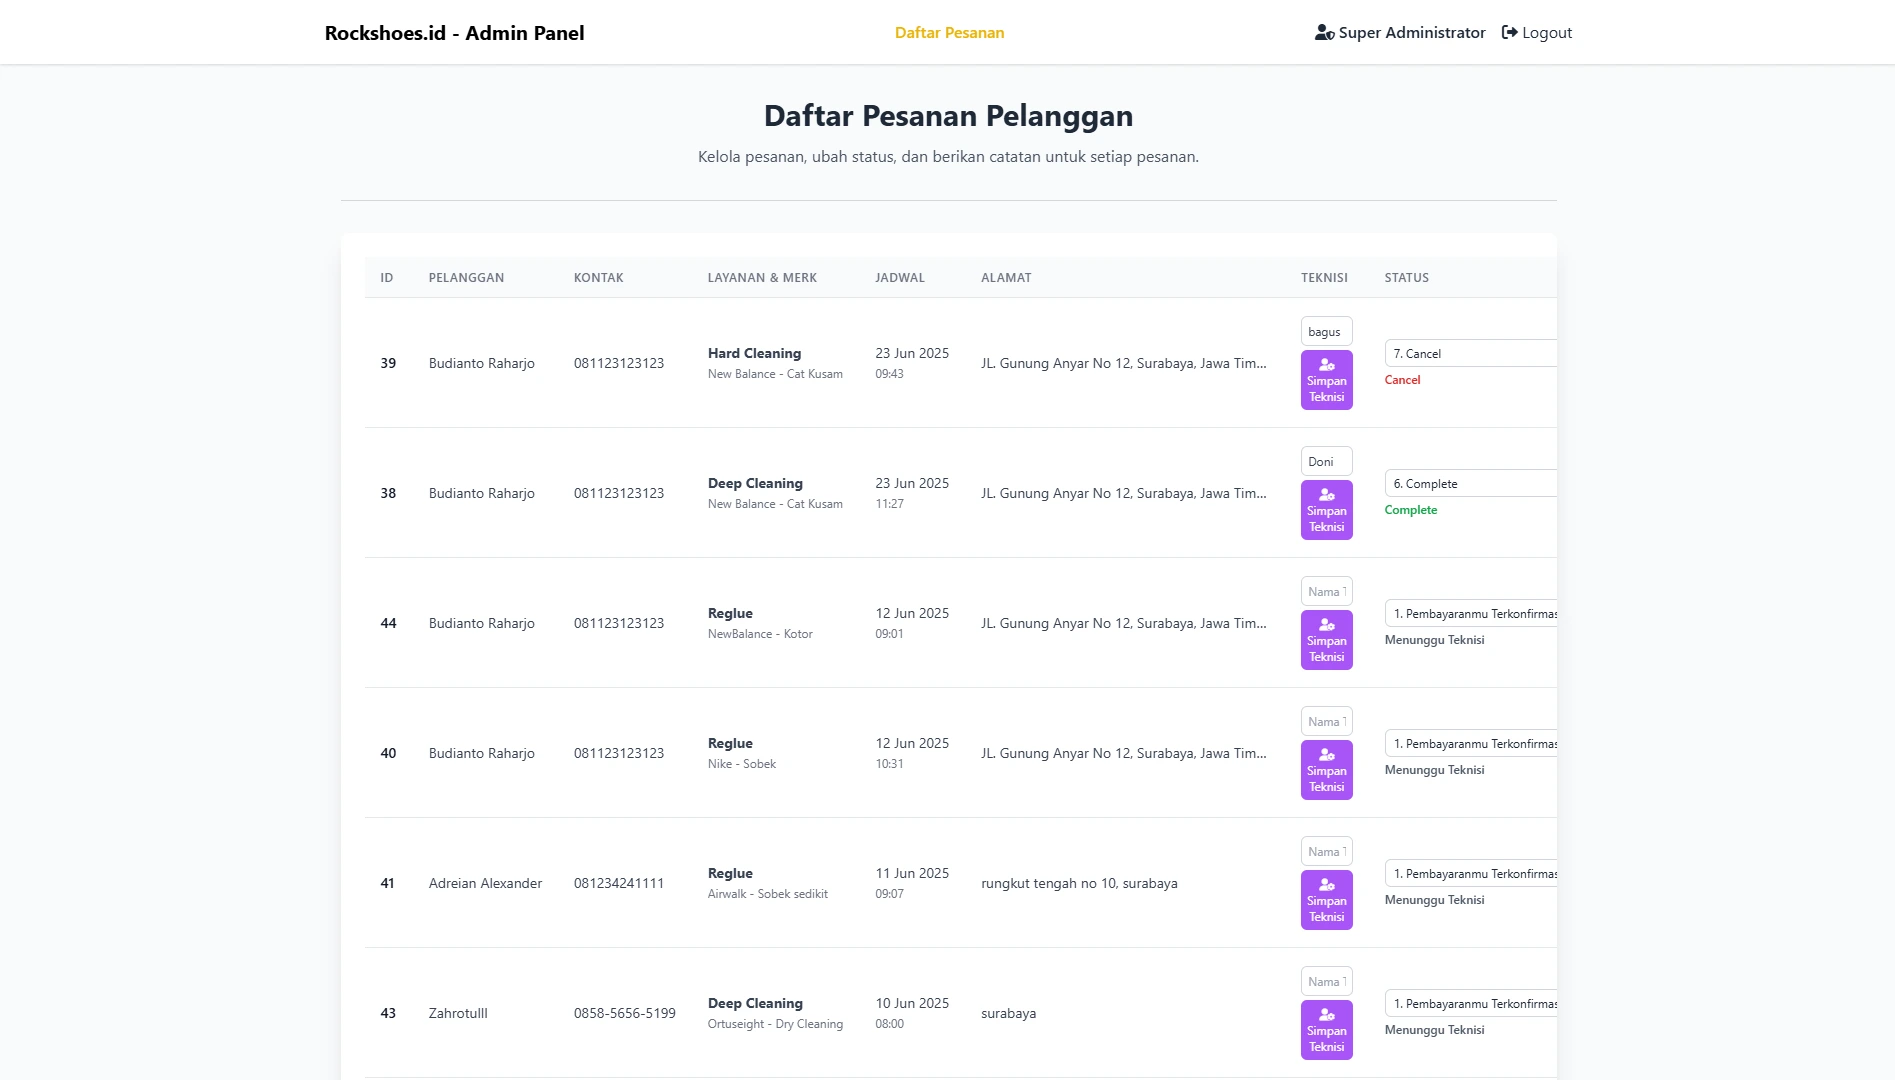 Rockshoes.id - Admin Panel
Daftar Pesanan
Super Administrator
Logout
Daftar Pesanan Pelanggan
Kelola pesanan, ubah status, dan berikan catatan untuk setiap pesanan.
ID PELANGGAN KONTAK LAYANAN & MERK JADWAL ALAMAT TEKNISI STATUS
39
Budianto Raharjo
081123123123
Hard Cleaning
New Balance - Cat Kusam
23 Jun 2025
09:43
JL. Gunung Anyar No 12, Surabaya, Jawa Tim...
bagus
Simpan
Teknisi
7. Cancel
Cancel
38
Budianto Raharjo
081123123123
Deep Cleaning
New Balance - Cat Kusam
23 Jun 2025
11:27
JL. Gunung Anyar No 12, Surabaya, Jawa Tim...
Doni
Simpan
Teknisi
6. Complete
Complete
44
Budianto Raharjo
081123123123
Reglue
NewBalance - Kotor
12 Jun 2025
09:01
JL. Gunung Anyar No 12, Surabaya, Jawa Tim...
Nama T
Simpan
Teknisi
1. Pembayaranmu Terkonfirmas
Menunggu Teknisi
40
Budianto Raharjo
081123123123
Reglue
Nike - Sobek
12 Jun 2025
10:31
JL. Gunung Anyar No 12, Surabaya, Jawa Tim...
Nama T
Simpan
Teknisi
1. Pembayaranmu Terkonfirmas
Menunggu Teknisi
41
Adreian Alexander
081234241111
Reglue
Airwalk - Sobek sedikit
11 Jun 2025
09:07
rungkut tengah no 10, surabaya
Nama T
Simpan
Teknisi
1. Pembayaranmu Terkonfirmas
Menunggu Teknisi
43
Zahrotulll
0858-5656-5199
Deep Cleaning
Ortuseight - Dry Cleaning
10 Jun 2025
08:00
surabaya
Nama T
Simpan
Teknisi
1. Pembayaranmu Terkonfirmas
Menunggu Teknisi